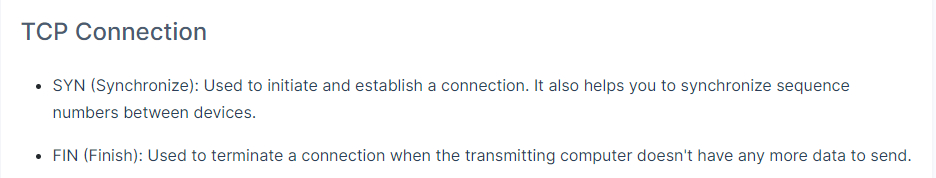 TCP Connection
• SYN (Synchronize): Used to initiate and establish a connection. It also helps you to synchronize sequence
numbers between devices.
• FIN (Finish): Used to terminate a connection when the transmitting computer doesn't have any more data to send.